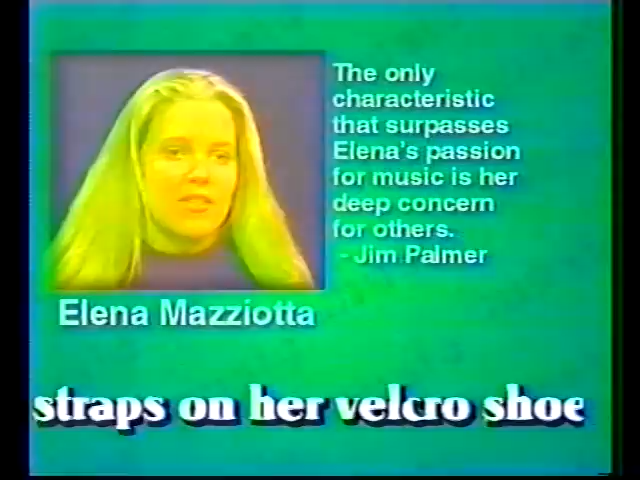 The only
characteristic
that surpasses
Elena's passion
for music is her
deep concern
for others.
- Jim Palmer
Elena Mazziotta
straps on her velcro shoe